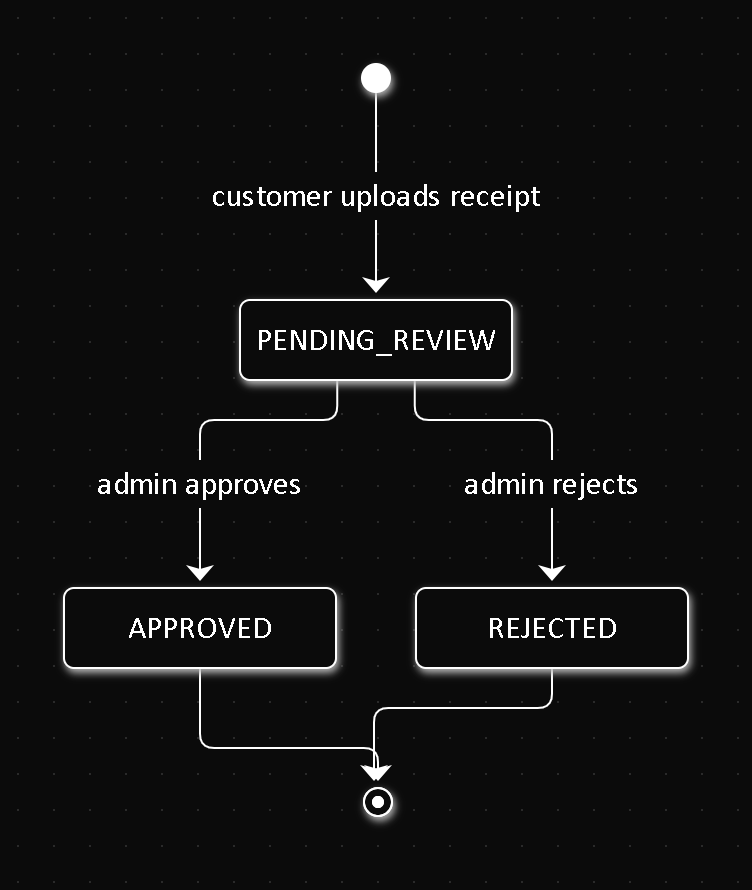 customer uploads receipt
PENDING_REVIEW
admin approves
admin rejects
APPROVED
REJECTED